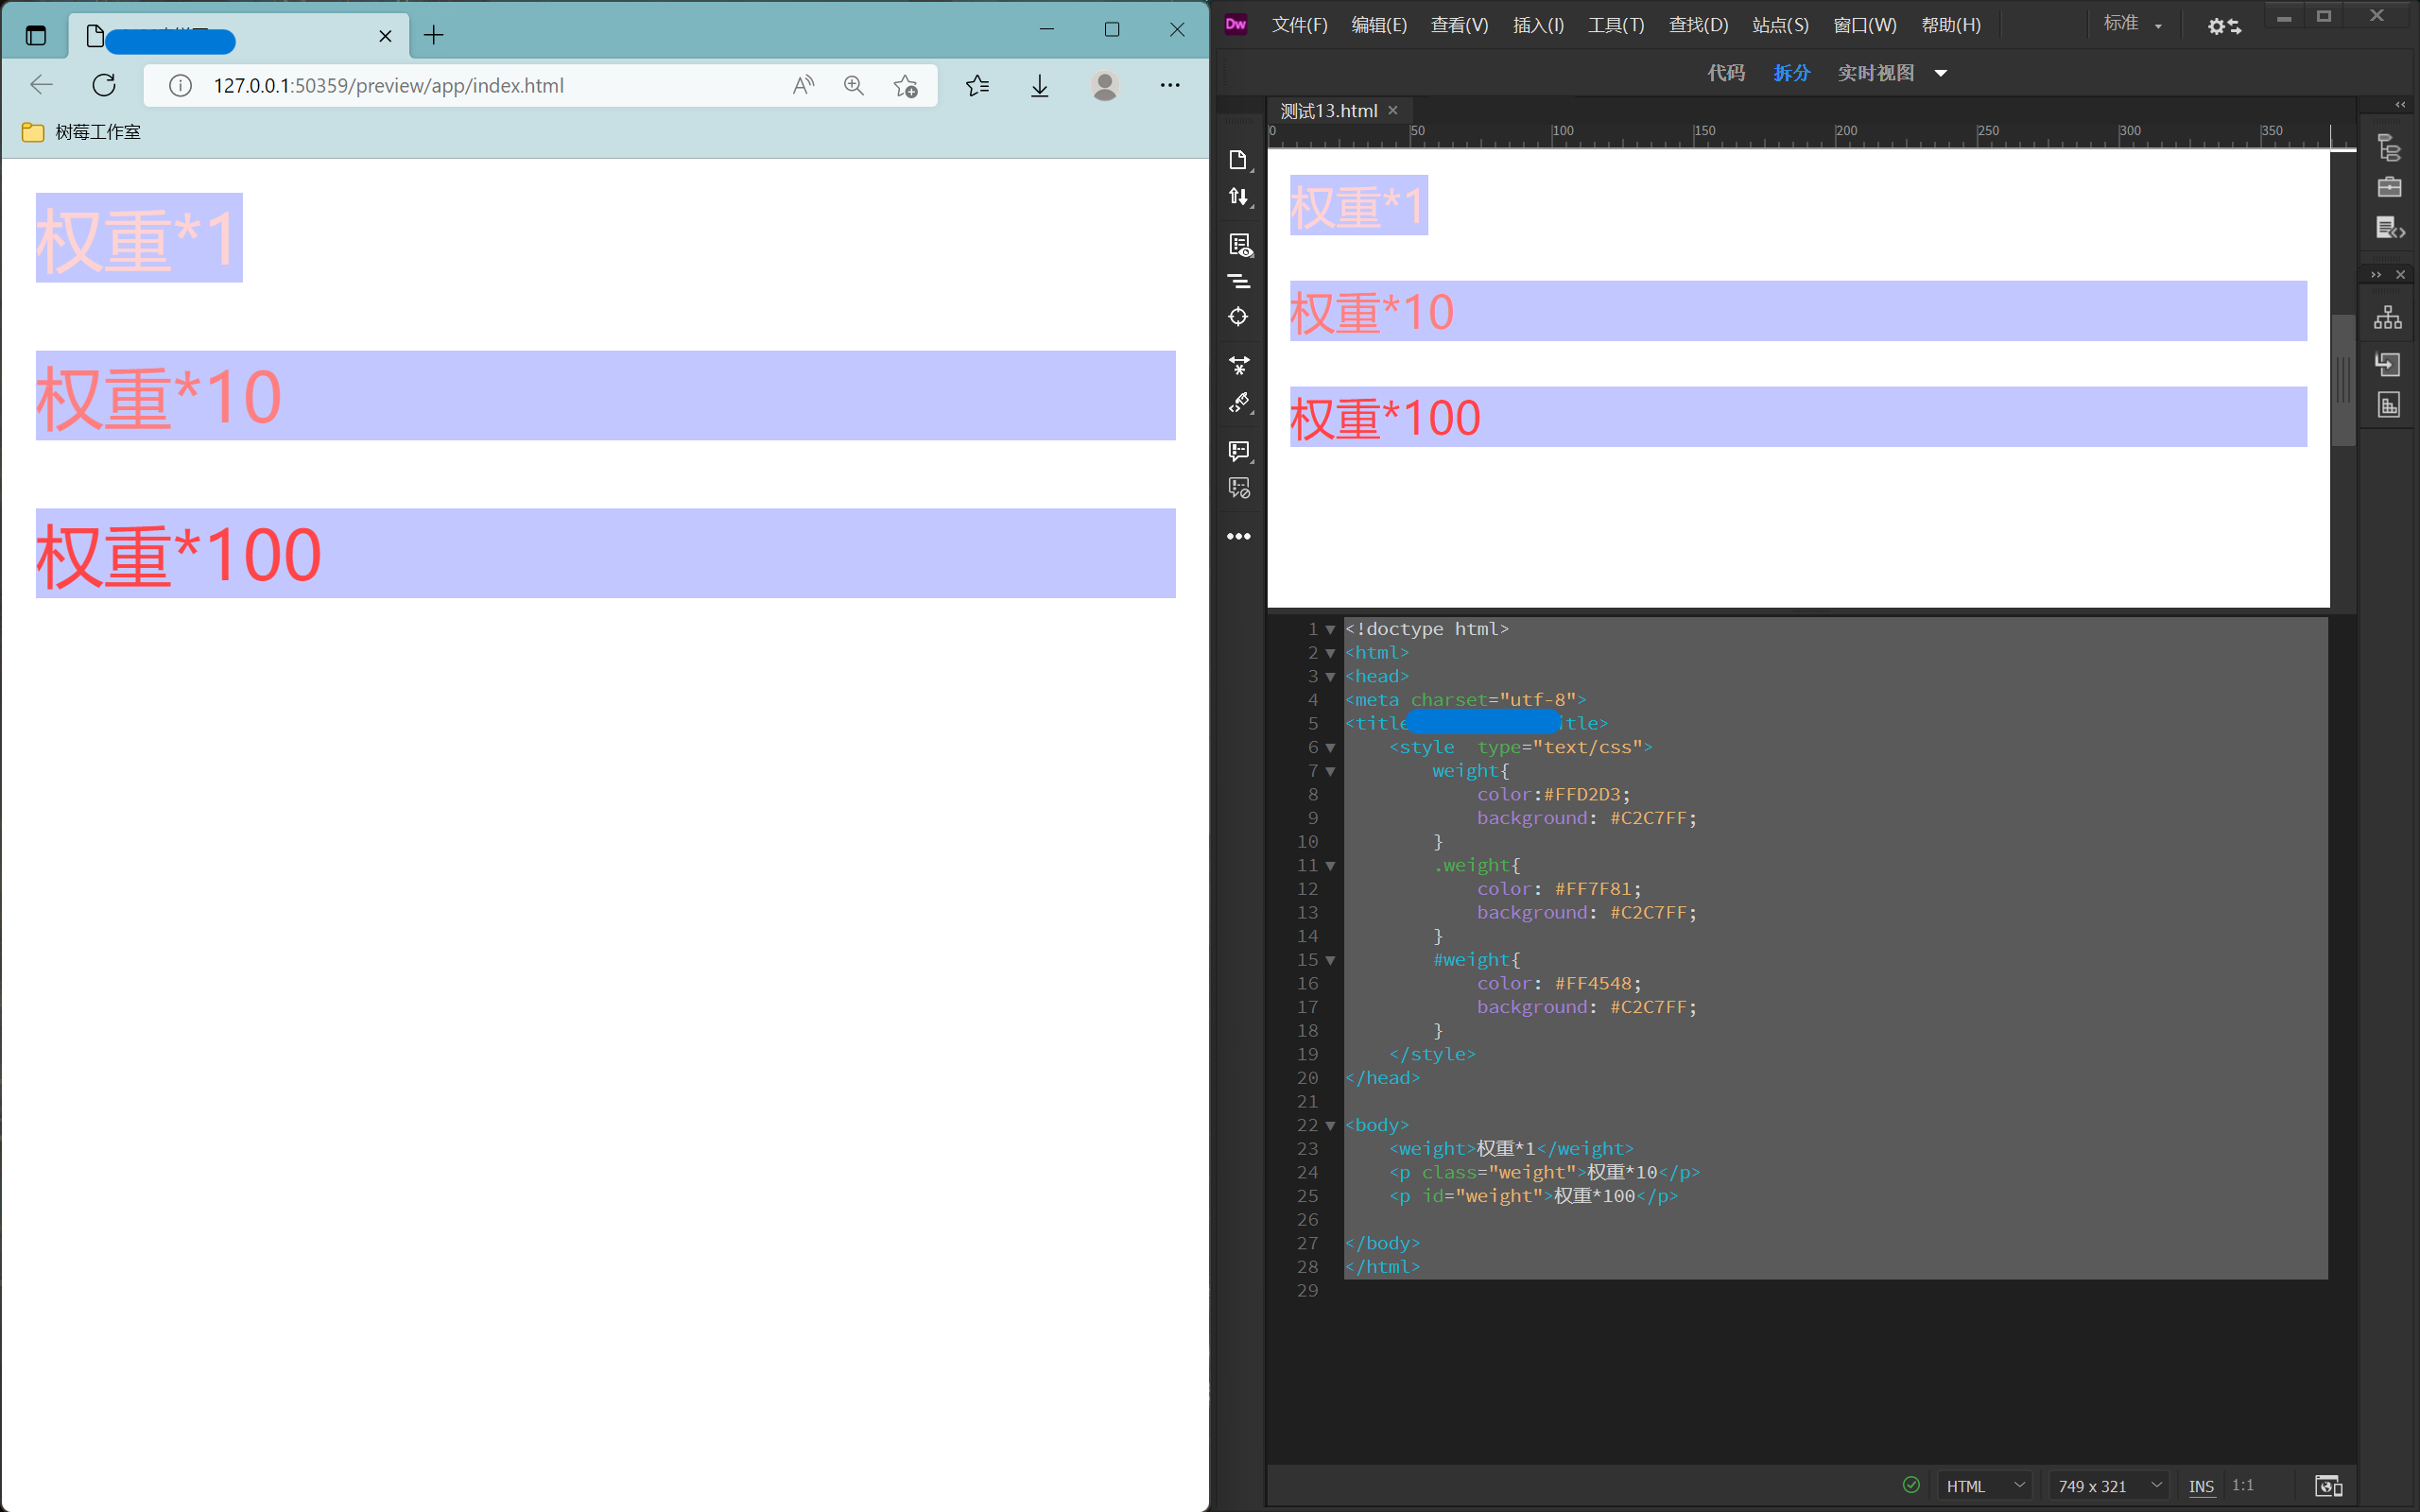 127.0.0.1:50359/preview/app/index.html
树莓工作室
权重*1
权重*10
权重*100
Dw 文件(F) 编辑(E) 查看(V) 插入(I) 工具(T) 查找(D) 站点(S) 窗口(W) 帮助(H) 标准
代码 拆分 实时视图
测试13.html
0 50 100 150 200 250 300 350
权重*1
权重*10
权重*100
1 <!doctype html>
2 <html>
3 <head>
4 <meta charset="utf-8">
5 <title itle>
6 <style  type="text/css">
7 weight{
8 color:#FFD2D3;
9 background: #C2C7FF;
10 }
11 .weight{
12 color: #FF7F81;
13 background: #C2C7FF;
14 }
15 #weight{
16 color: #FF4548;
17 background: #C2C7FF;
18 }
19 </style>
20 </head>
21
22 <body>
23 <weight>权重*1</weight>
24 <p class="weight">权重*10</p>
25 <p id="weight">权重*100</p>
26
27 </body>
28 </html>
29
HTML 749 x 321 INS 1:1